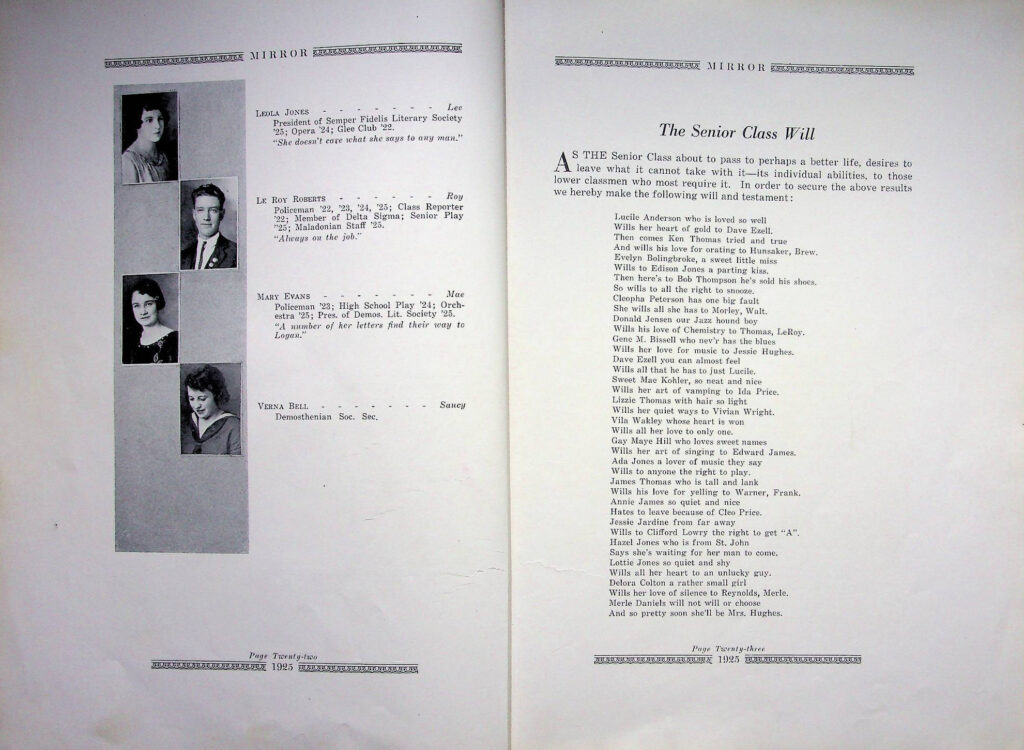 MIRROR
LEOLA JONES - - - - - - - Lee
President of Semper Fidelis Literary Society
'25; Opera '24; Glee Club '22.
"She doesn't care what she says to any man."
LE ROY ROBERTS - - - - - - Roy
Policeman '22, '23, '24, '25; Class Reporter
'22; Member of Delta Sigma; Senior Play
'25; Maladonian Staff '25.
"Always on the job."
MARY EVANS - - - - - - - Mae
Policeman '23; High School Play '24; Orch-
estra '25; Pres. of Demos. Lit. Society '25.
"A number of her letters find their way to
Logan."
VERNA BELL - - - - - - - Saucy
Demosthenian Soc. Sec.
Page Twenty-two
1925
MIRROR
The Senior Class Will
AS THE Senior Class about to pass to perhaps a better life, desires to
leave what it cannot take with it—its individual abilities, to those
lower classmen who most require it. In order to secure the above results
we hereby make the following will and testament:
Lucile Anderson who is loved so well
Wills her heart of gold to Dave Ezell.
Then comes Ken Thomas tried and true
And wills his love for orating to Hunsaker, Brew.
Evelyn Bolingbroke, a sweet little miss
Wills to Edison Jones a parting kiss.
Then here's to Bob Thompson he's sold his shoes.
So wills to all the right to snooze.
Cleopha Peterson has one big fault
She wills all she has to Morley, Walt.
Donald Jensen our Jazz hound boy
Wills his love of Chemistry to Thomas, LeRoy.
Gene M. Bissell who nev'r has the blues
Wills her love for music to Jessie Hughes.
Dave Ezell you can almost feel
Wills all that he has to just Lucile.
Sweet Mae Kohler, so neat and nice
Wills her art of vamping to Ida Price.
Lizzie Thomas with hair so light
Wills her quiet ways to Vivian Wright.
Vila Wakley whose heart is won
Wills all her love to only one.
Gay Maye Hill who loves sweet names
Wills her art of singing to Edward James.
Ada Jones a lover of music they say
Wills to anyone the right to play.
James Thomas who is tall and lank
Wills his love for yelling to Warner, Frank.
Annie James so quiet and nice
Hates to leave because of Cleo Price.
Jessie Jardine from far away
Wills to Clifford Lowry the right to get "A".
Hazel Jones who is from St. John
Says she's waiting for her man to come.
Lottie Jones so quiet and shy
Wills all her heart to an unlucky guy.
Delora Colton a rather small girl
Wills her love of silence to Reynolds, Merle.
Merle Daniels will not will or choose
And so pretty soon she'll be Mrs. Hughes.
Page Twenty-three
1925